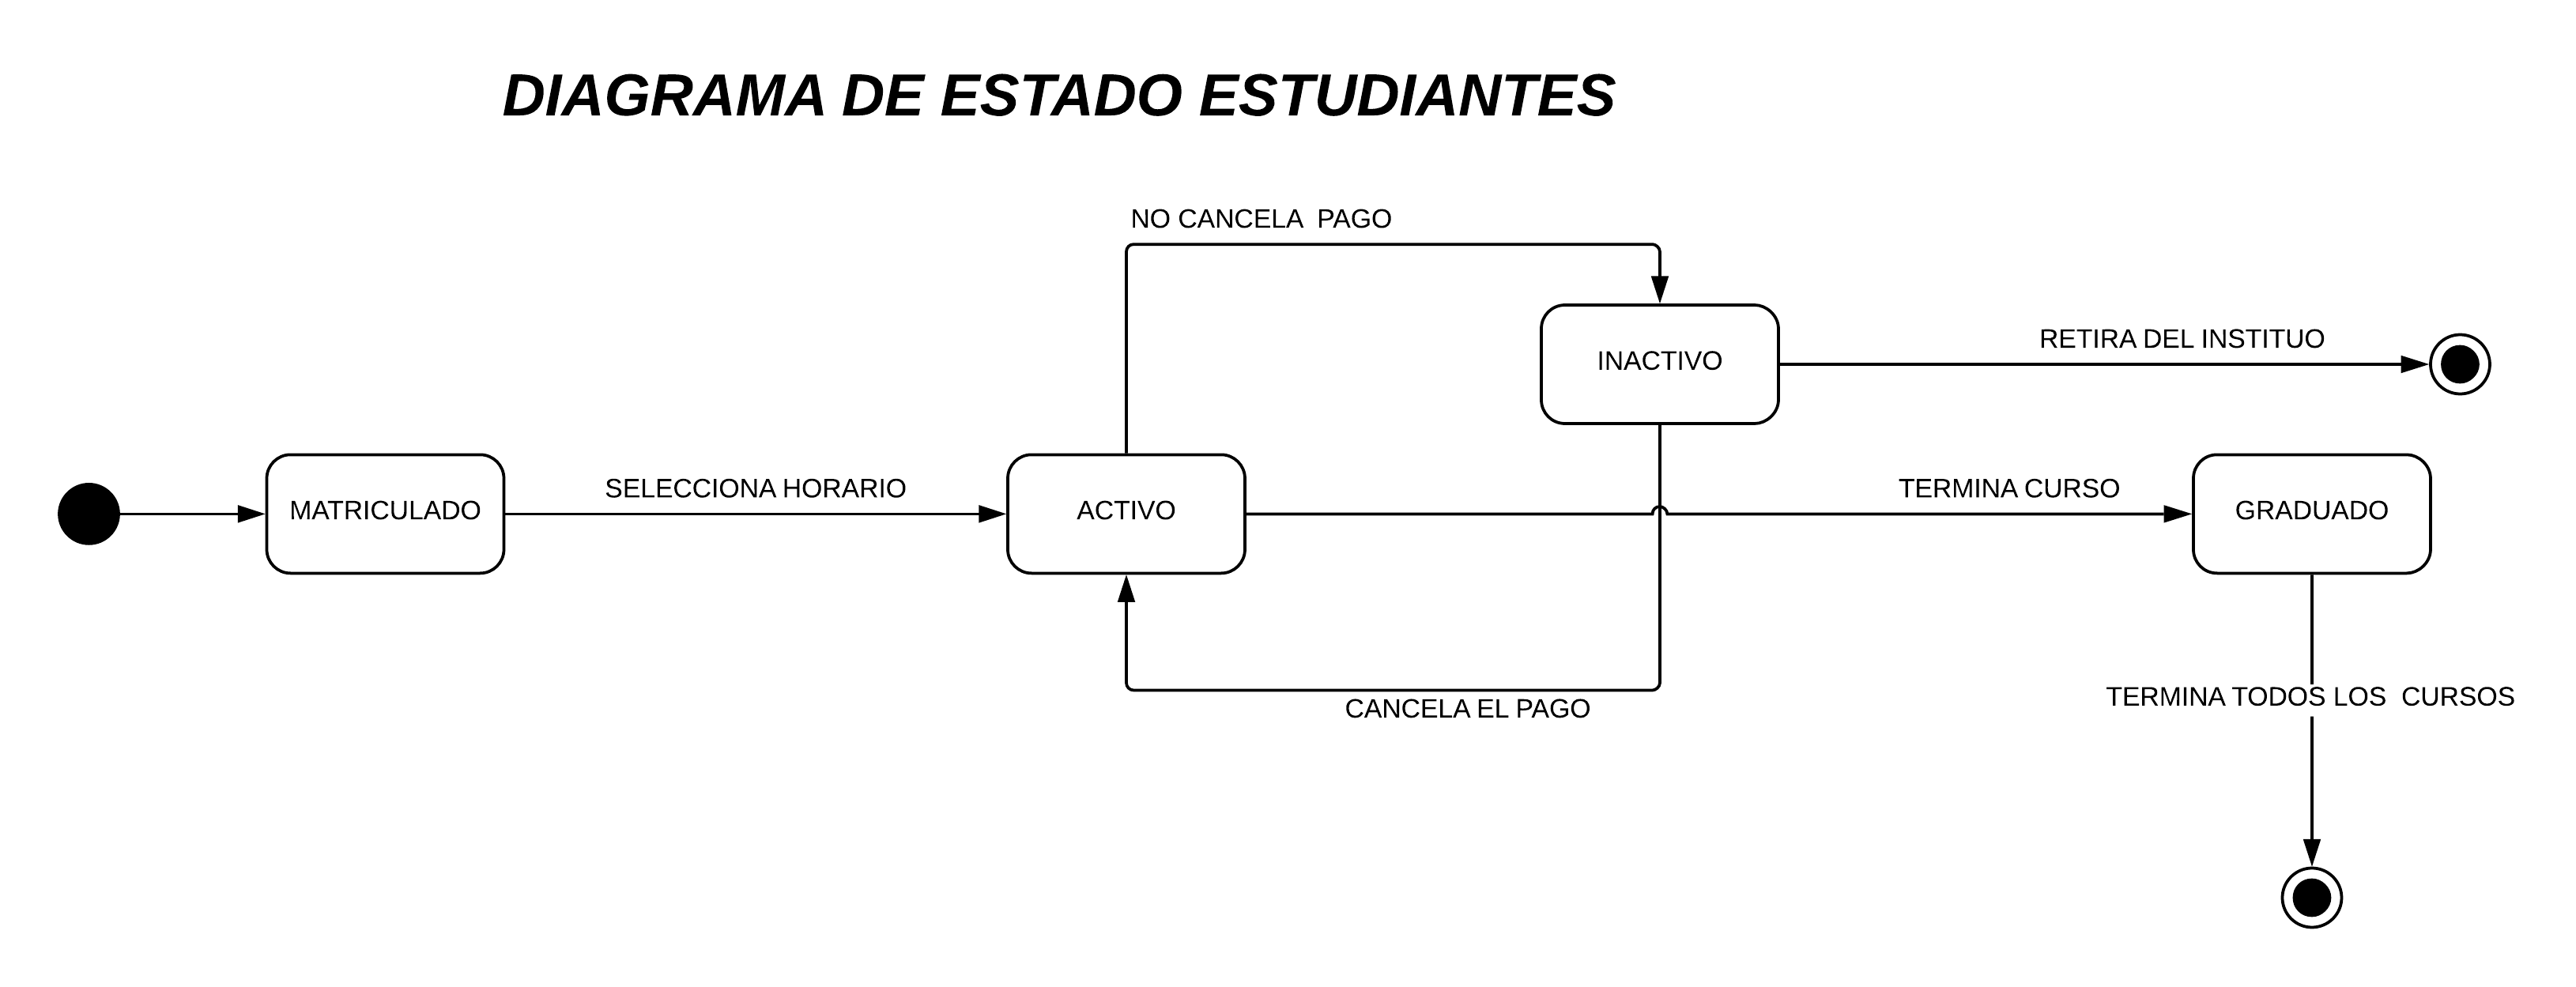 DIAGRAMA DE ESTADO ESTUDIANTES
NO CANCELA  PAGO
RETIRA DEL INSTITUO
INACTIVO
MATRICULADO
SELECCIONA HORARIO
ACTIVO
TERMINA CURSO
GRADUADO
TERMINA TODOS LOS  CURSOS
CANCELA EL PAGO